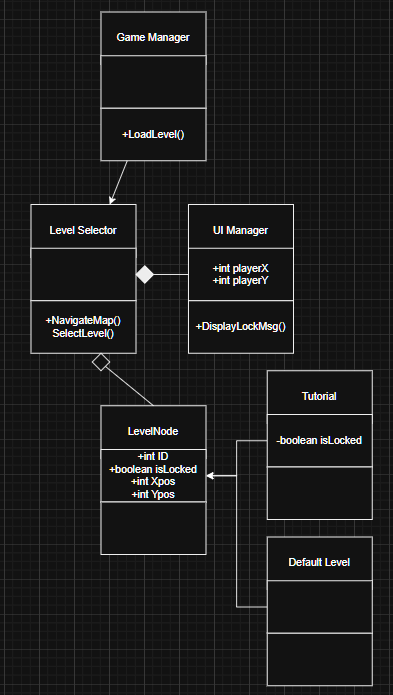 Game Manager
+LoadLevel()
Level Selector
+NavigateMap()
SelectLevel()
UI Manager
+int playerX
+int playerY
+DisplayLockMsg()
LevelNode
+int ID
+boolean isLocked
+int Xpos
+int Ypos
Tutorial
-boolean isLocked
Default Level